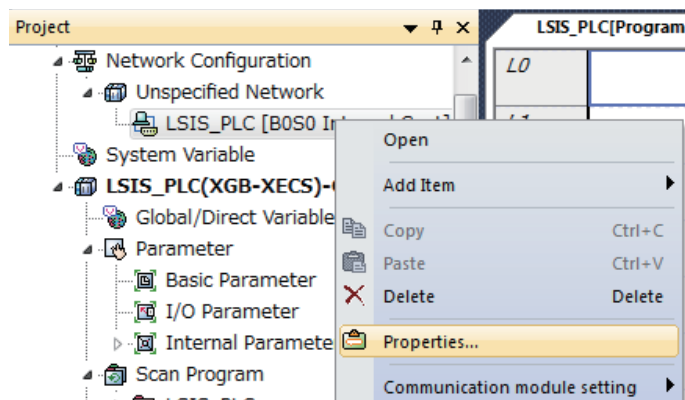 Project
LSIS_PLC[Program
Network Configuration
Unspecified Network
LSIS_PLC [B0S0
System Variable
LSIS_PLC(XGB-XECS)-
Global/Direct Variable
Parameter
Basic Parameter
I/O Parameter
Internal Paramete
Scan Program
L0
Open
Add Item
Copy Ctrl+C
Paste Ctrl+V
Delete Delete
Properties...
Communication module setting